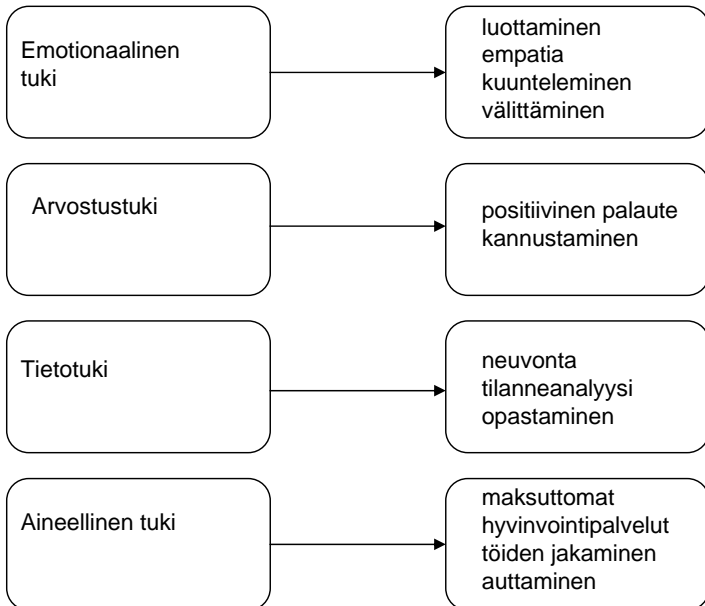 Emotionaalinen
tuki
luottaminen
empatia
kuunteleminen
välittäminen
Arvostustuki
positiivinen palaute
kannustaminen
Tietotuki
neuvonta
tilanneanalyysi
opastaminen
Aineellinen tuki
maksuttomat
hyvinvointipalvelut
töiden jakaminen
auttaminen